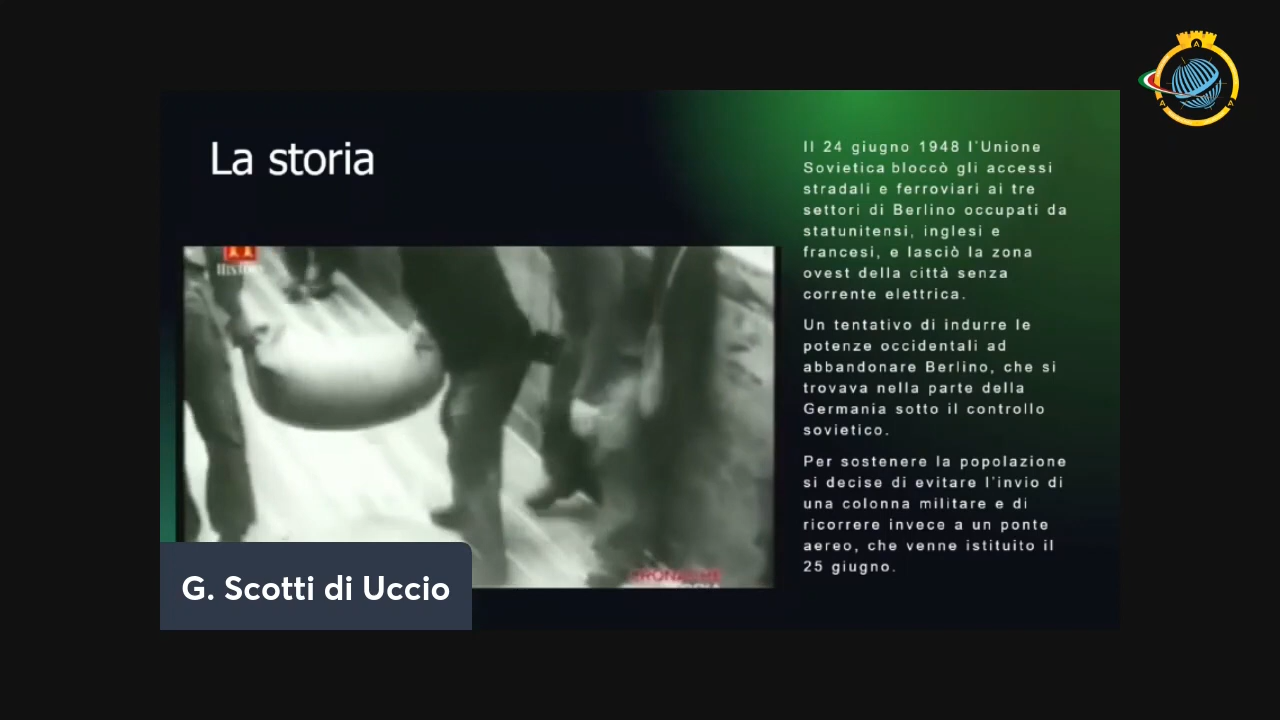 La storia
Il 24 giugno 1948 l'Unione
Sovietica bloccò gli accessi
stradali e ferroviari ai tre
settori di Berlino occupati da
statunitensi, inglesi e
francesi, e lasciò la zona
ovest della città senza
corrente elettrica.
Un tentativo di indurre le
potenze occidentali ad
abbandonare Berlino, che si
trovava nella parte della
Germania sotto il controllo
sovietico.
Per sostenere la popolazione
si decise di evitare l'invio di
una colonna militare e di
ricorrere invece a un ponte
aereo, che venne istituito il
25 giugno.
HISTORY
G. Scotti di Uccio